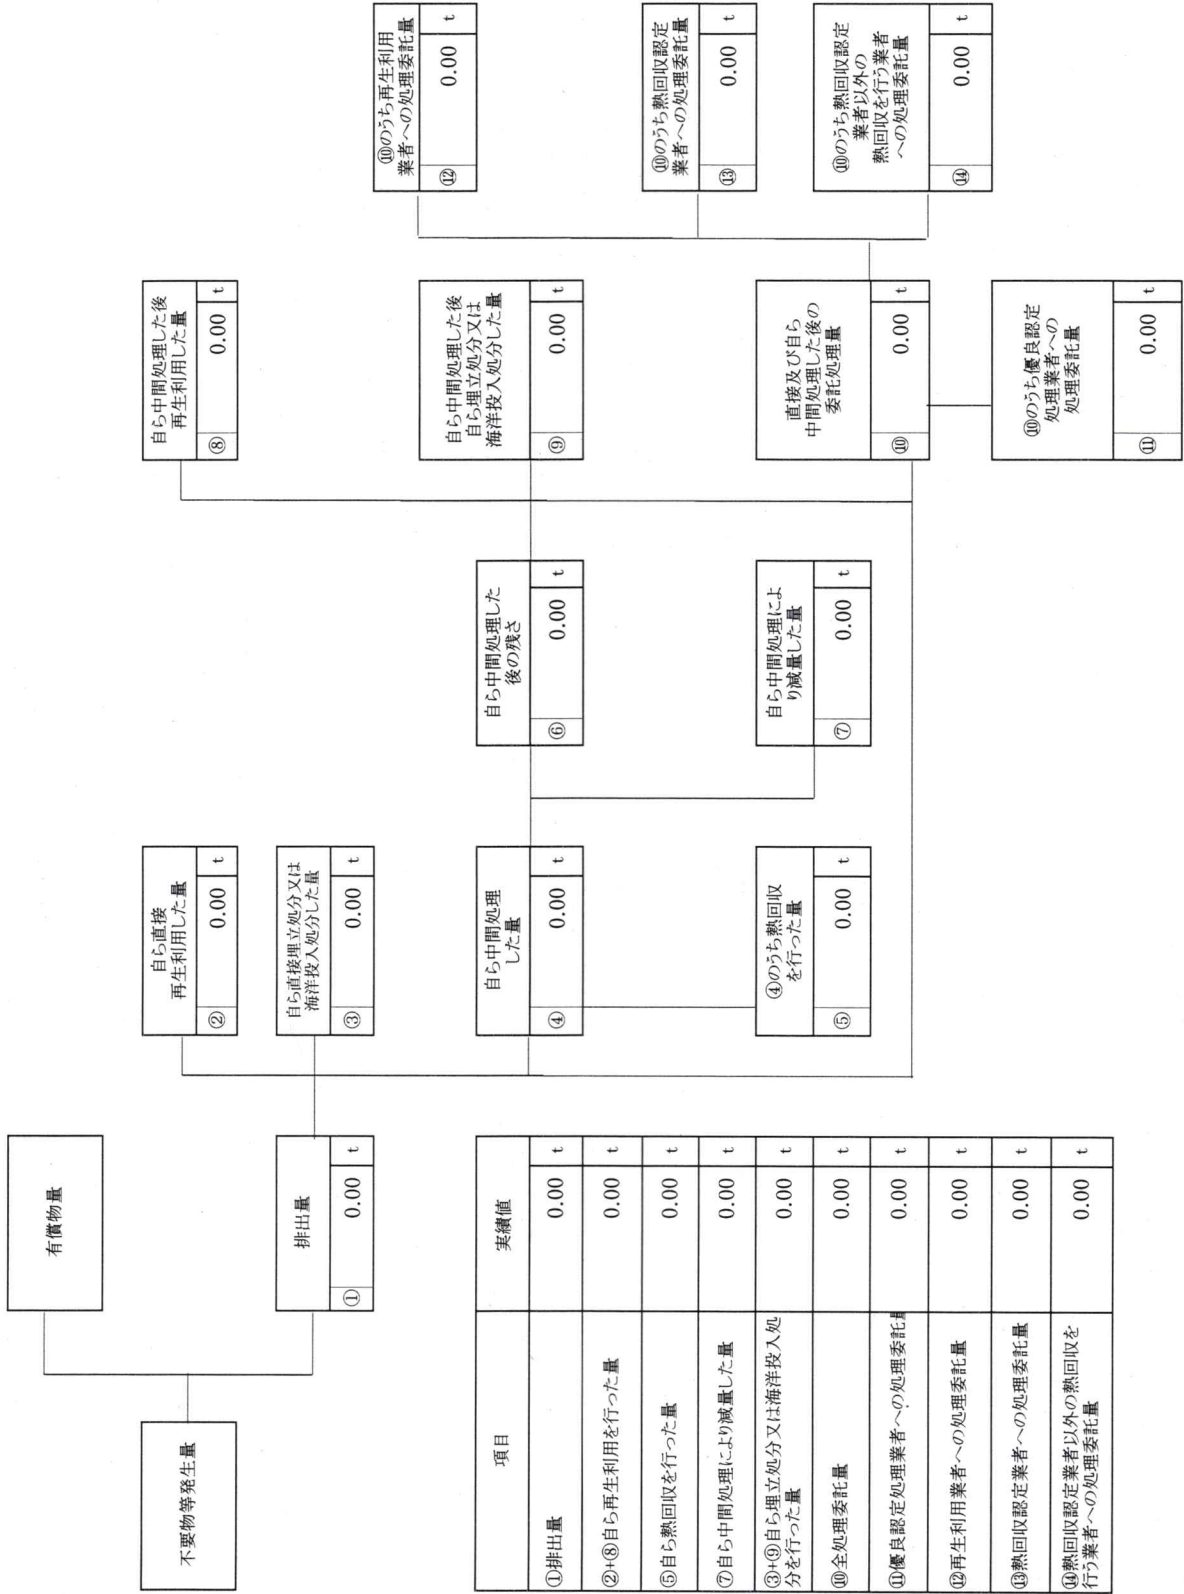 不要物等発生量
有償物量
排出量
① 0.00 t
自ら直接
再生利用した量
② 0.00 t
自ら直接埋立処分又は
海洋投入処分した量
③ 0.00 t
自ら中間処理
した量
④ 0.00 t
④のうち熱回収
を行った量
⑤ 0.00 t
自ら中間処理した
後の残さ
⑥ 0.00 t
自ら中間処理によ
り減量した量
⑦ 0.00 t
自ら中間処理した後
再生利用した量
⑧ 0.00 t
自ら中間処理した後
自ら埋立処分又は
海洋投入処分した量
⑨ 0.00 t
直接及び自ら
中間処理した後の
委託処理量
⑩ 0.00 t
⑩のうち優良認定
処理業者への
処理委託量
⑪ 0.00 t
⑩のうち再生利用
業者への処理委託量
⑫ 0.00 t
⑩のうち熱回収認定
業者への処理委託量
⑬ 0.00 t
⑩のうち熱回収認定
業者以外の
熱回収を行う業者
への処理委託量
⑭ 0.00 t
項目 実績値
①排出量 0.00 t
②+⑧自ら再生利用を行った量 0.00 t
⑤自ら熱回収を行った量 0.00 t
⑦自ら中間処理により減量した量 0.00 t
③+⑨自ら埋立処分又は海洋投入処
分を行った量 0.00 t
⑩全処理委託量 0.00 t
⑪優良認定処理業者への処理委託量 0.00 t
⑫再生利用業者への処理委託量 0.00 t
⑬熱回収認定業者への処理委託量 0.00 t
⑭熱回収認定業者以外の熱回収を
行う業者への処理委託量 0.00 t